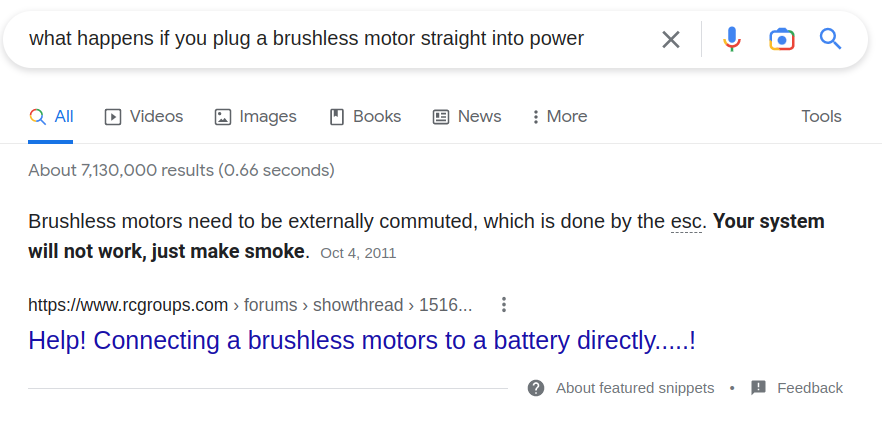 what happens if you plug a brushless motor straight into power
All Videos Images Books News More Tools
About 7,130,000 results (0.66 seconds)
Brushless motors need to be externally commuted, which is done by the esc. Your system
will not work, just make smoke. Oct 4, 2011
https://www.rcgroups.com › forums › showthread › 1516...
Help! Connecting a brushless motors to a battery directly.....!
About featured snippets • Feedback